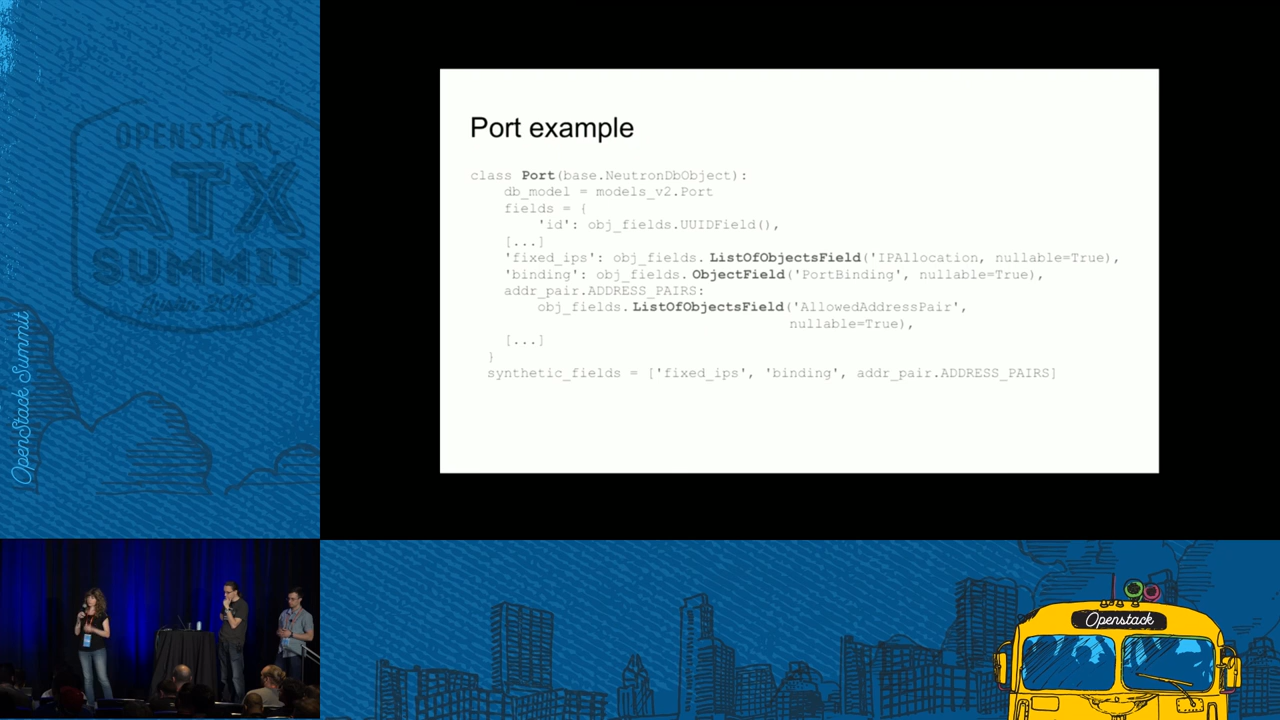 OPENSTACK
ATX
SUMMIT
OpenStack Summit
Port example
class Port(base.NeutronDbObject):
db_model = models_v2.Port
fields = {
'id': obj_fields.UUIDField(),
[...]
'fixed_ips': obj_fields. ListOfObjectsField('IPAllocation, nullable=True),
'binding': obj_fields. ObjectField('PortBinding', nullable=True),
addr_pair.ADDRESS_PAIRS:
obj_fields. ListOfObjectsField('AllowedAddressPair',
nullable=True),
[...]
}
synthetic_fields = ['fixed_ips', 'binding', addr_pair.ADDRESS_PAIRS]
Openstack